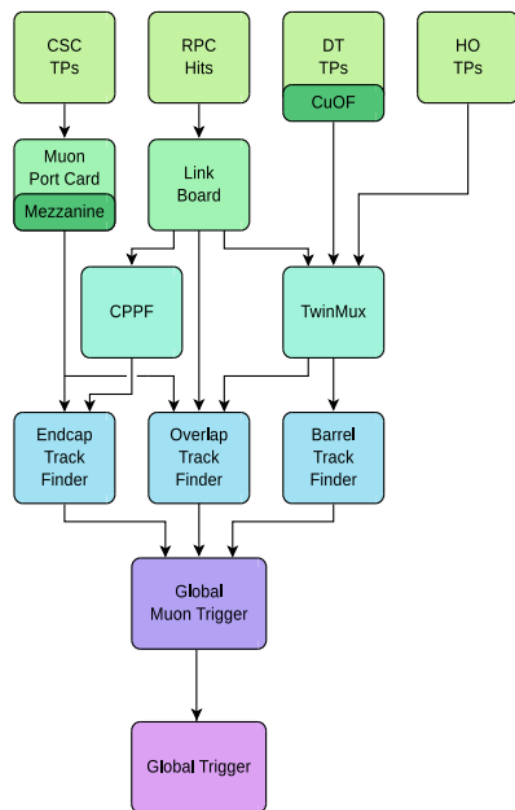 CSC
TPs
RPC
Hits
DT
TPs
CuOF
HO
TPs
Muon
Port Card
Mezzanine
Link
Board
CPPF
TwinMux
Endcap
Track
Finder
Overlap
Track
Finder
Barrel
Track
Finder
Global
Muon Trigger
Global Trigger